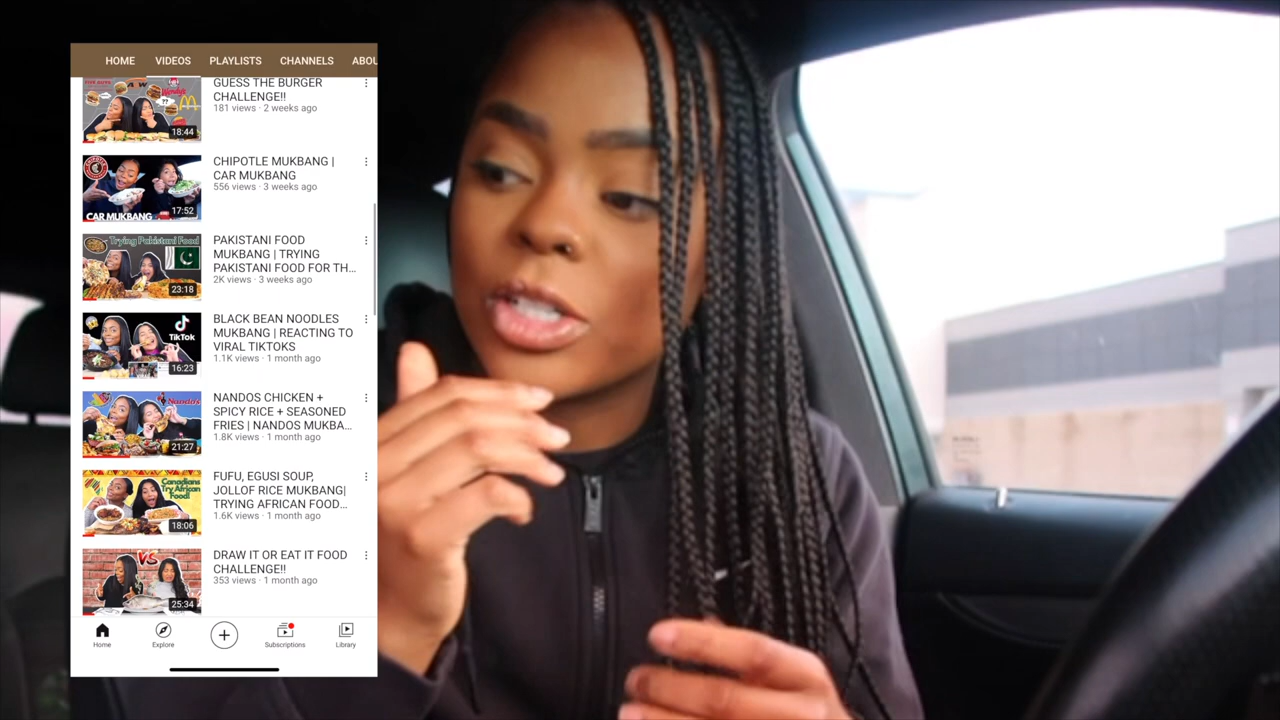 HOME VIDEOS PLAYLISTS CHANNELS ABOU
GUESS THE BURGER
CHALLENGE!!
181 views · 2 weeks ago
Wendy's
??
18:44
CHIPOTLE MUKBANG |
CAR MUKBANG
556 views · 3 weeks ago
CAR MUKBANG
17:52
PAKISTANI FOOD
MUKBANG | TRYING
PAKISTANI FOOD FOR TH...
2K views · 3 weeks ago
Trying Pakistani Food
23:18
BLACK BEAN NOODLES
MUKBANG | REACTING TO
VIRAL TIKTOKS
1.1K views · 1 month ago
TikTok
16:23
NANDOS CHICKEN +
SPICY RICE + SEASONED
FRIES | NANDOS MUKBA...
1.8K views · 1 month ago
Nando's
21:27
FUFU, EGUSI SOUP,
JOLLOF RICE MUKBANG|
TRYING AFRICAN FOOD...
1.6K views · 1 month ago
Canadians
Try African
Food!
18:06
DRAW IT OR EAT IT FOOD
CHALLENGE!!
353 views · 1 month ago
VS
25:34
Home Explore Subscriptions Library